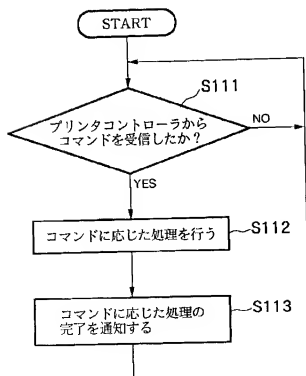 START
S111
プリンタコントローラから
コマンドを受信したか？
NO
YES
コマンドに応じた処理を行う
S112
コマンドに応じた処理の
完了を通知する
S113